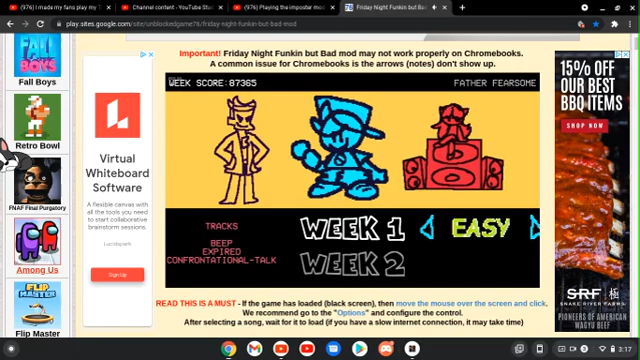 (976) I made my fans play my
Channel content - YouTube Studi
(976) Playing the imposter mod
Friday Night Funkin but Bad
play.sites.google.com/site/unblockedgame76/friday-night-funkin-but-bad-mod
Important! Friday Night Funkin but Bad mod may not work properly on Chromebooks.
A common issue for Chromebooks is the arrows (notes) don't show up.
Fall Boys
Retro Bowl
FNAF Final Purgatory
Among Us
FLIP MASTER
Flip Master
Virtual
Whiteboard
Software
A flexible canvas with
all the tools you need
to start collaborative
brainstorm sessions.
Lucidspark
Sign Up
WEEK SCORE:87365
FATHER FEARSOME
TRACKS
BEEP
EXPIRED
CONFRONTATIONAL-TALK
WEEK 1
EASY
WEEK 2
READ THIS IS A MUST - If the game has loaded (black screen), then move the mouse over the screen and click.
We recommend go to the "Options" and configure the control.
After selecting a song, wait for it to load (if you have a slow internet connection, it may take time)
15% OFF
OUR BEST
BBQ ITEMS
SHOP NOW
SRF
SNAKE RIVER FARMS
PIONEERS OF AMERICAN
WAGYU BEEF
3:17